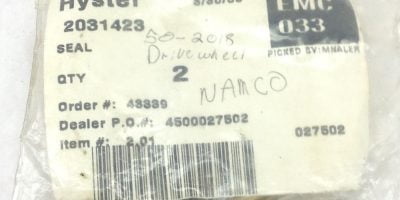 Hyster
2031423
EMC
033
SEAL
50-2018
Drivewheel
PICKED BY: MNALER
QTY
2
NAMCO
Order #: 43839
Dealer P.O.#: 4500027502
027502
Item #: 2.01